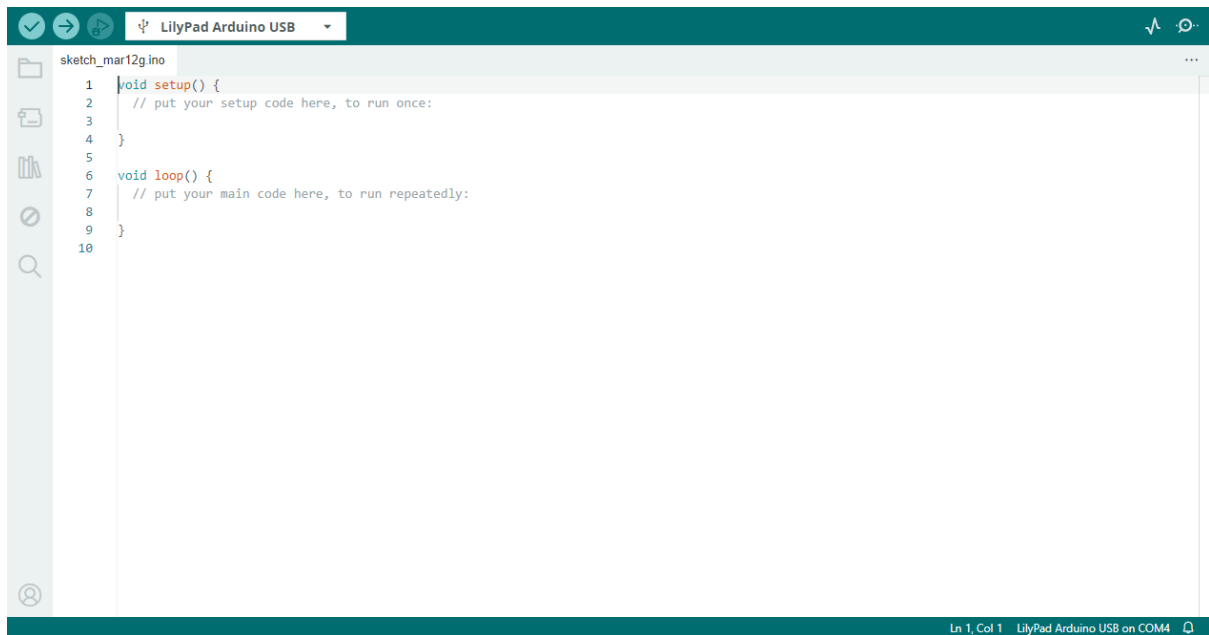 LilyPad Arduino USB
sketch_mar12g.ino
...
1 void setup() {
2   // put your setup code here, to run once:
3
4 }
5
6 void loop() {
7   // put your main code here, to run repeatedly:
8
9 }
10
Ln 1, Col 1 LilyPad Arduino USB on COM4